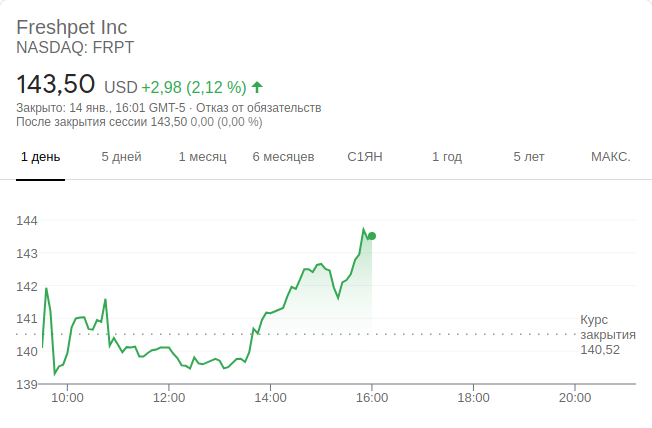 Freshpet Inc
NASDAQ: FRPT
143,50 USD +2,98 (2,12 %)
Закрыто: 14 янв., 16:01 GMT-5 · Отказ от обязательств
После закрытия сессии 143,50 0,00 (0,00 %)
1 день 5 дней 1 месяц 6 месяцев С1ЯН 1 год 5 лет МАКС.
144
143
142
141
140
139
Курс
закрытия
140,52
10:00 12:00 14:00 16:00 18:00 20:00